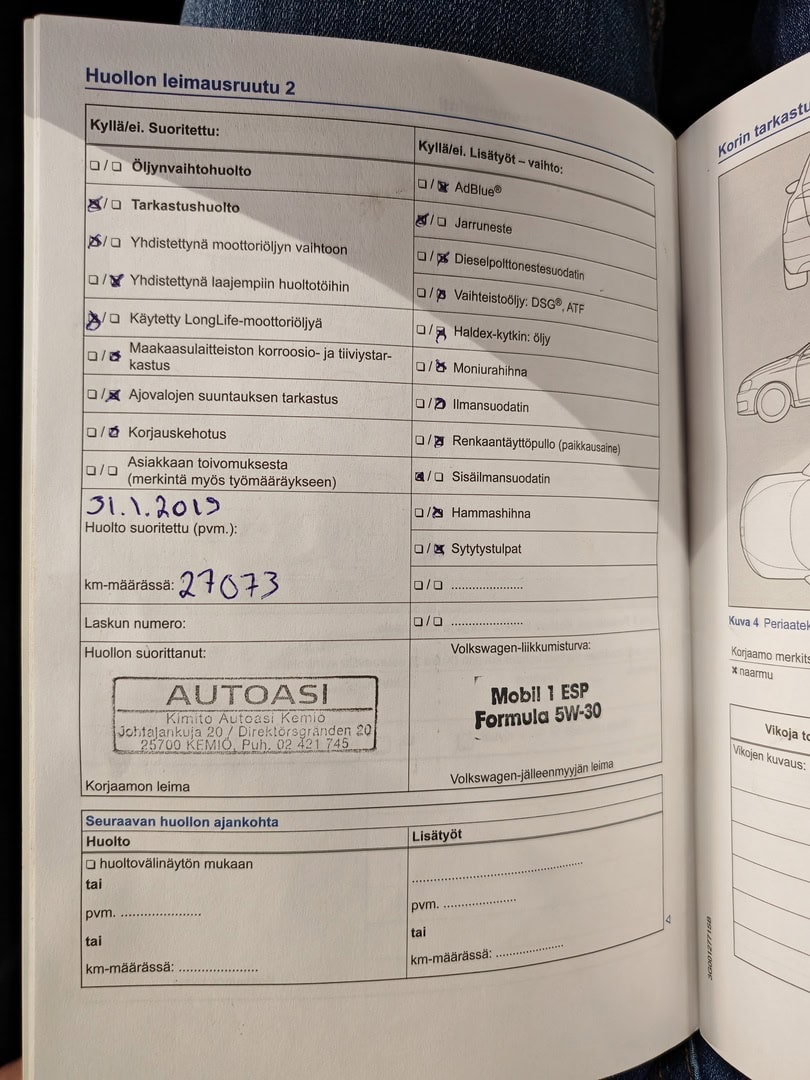 Huollon leimausruutu 2
Kyllä/ei. Suoritettu:
☐/☐ Öljynvaihtohuolto
☒/☐ Tarkastushuolto
☒/☐ Yhdistettynä moottoriöljyn vaihtoon
☐/☒ Yhdistettynä laajempiin huoltotöihin
☒/☐ Käytetty LongLife-moottoriöljyä
☐/☒ Maakaasulaitteiston korroosio- ja tiiviystar-
kastus
☐/☒ Ajovalojen suuntauksen tarkastus
☐/☒ Korjauskehotus
☐/☐ Asiakkaan toivomuksesta
(merkintä myös työmääräykseen)
31.1.2019
Huolto suoritettu (pvm.):
km-määrässä: 27073
Laskun numero:
Huollon suorittanut:
AUTOASI
Kimito Autoasi Kemiö
Johtajankuja 20 / Direktörsgränden 20
25700 KEMIÖ, Puh. 02 421 745
Korjaamon leima
Kyllä/ei. Lisätyöt – vaihto:
☐/☒ AdBlue®
☒/☐ Jarruneste
☐/☒ Dieselpolttonestesuodatin
☐/☒ Vaihteistoöljy: DSG®, ATF
☐/☒ Haldex-kytkin: öljy
☐/☒ Moniurahihna
☐/☒ Ilmansuodatin
☐/☒ Renkaantäyttöpullo (paikkausaine)
☒/☐ Sisäilmansuodatin
☐/☒ Hammashihna
☐/☒ Sytytystulpat
☐/☐ ....................
☐/☐ ....................
Volkswagen-liikkumisturva:
Mobil 1 ESP
Formula 5W-30
Volkswagen-jälleenmyyjän leima
Seuraavan huollon ajankohta
Huolto
☐ huoltovälinäytön mukaan
tai
pvm. ....................
tai
km-määrässä: ....................
Lisätyöt
....................
pvm. ....................
tai
km-määrässä: ....................
4
3G0012771SB
Korin tarkastu
Kuva 4 Periaatek
Korjaamo merkits
× naarmu
Vikoja to
Vikojen kuvaus: